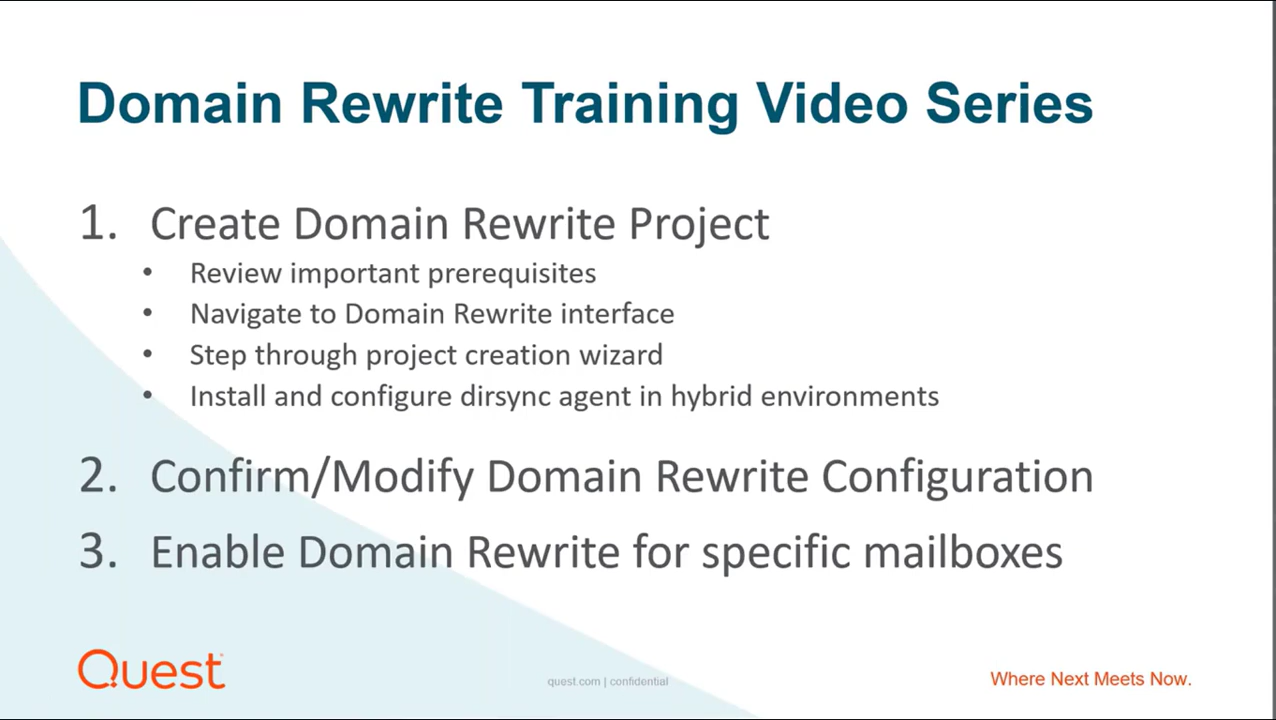 Domain Rewrite Training Video Series
1. Create Domain Rewrite Project
• Review important prerequisites
• Navigate to Domain Rewrite interface
• Step through project creation wizard
• Install and configure dirsync agent in hybrid environments
2. Confirm/Modify Domain Rewrite Configuration
3. Enable Domain Rewrite for specific mailboxes
Quest
quest.com | confidential
Where Next Meets Now.